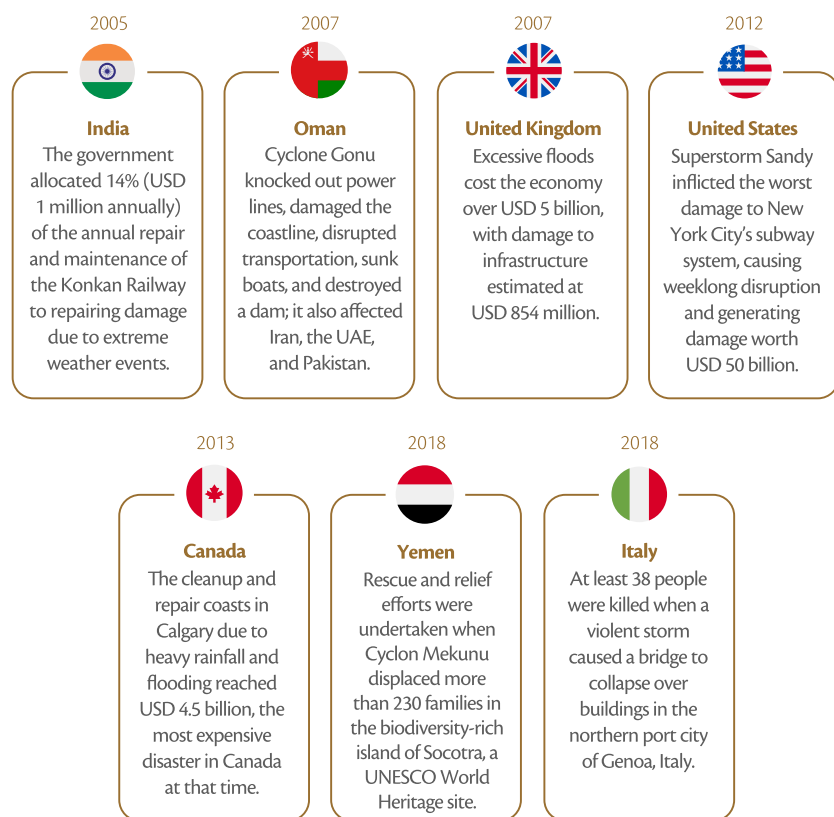 2005
India
The government
allocated 14% (USD
1 million annually)
of the annual repair
and maintenance of
the Konkan Railway
to repairing damage
due to extreme
weather events.
2007
Oman
Cyclone Gonu
knocked out power
lines, damaged the
coastline, disrupted
transportation, sunk
boats, and destroyed
a dam; it also affected
Iran, the UAE,
and Pakistan.
2007
United Kingdom
Excessive floods
cost the economy
over USD 5 billion,
with damage to
infrastructure
estimated at
USD 854 million.
2012
United States
Superstorm Sandy
inflicted the worst
damage to New
York City’s subway
system, causing
weeklong disruption
and generating
damage worth
USD 50 billion.
2013
Canada
The cleanup and
repair coasts in
Calgary due to
heavy rainfall and
flooding reached
USD 4.5 billion, the
most expensive
disaster in Canada
at that time.
2018
Yemen
Rescue and relief
efforts were
undertaken when
Cyclon Mekunu
displaced more
than 230 families in
the biodiversity-rich
island of Socotra, a
UNESCO World
Heritage site.
2018
Italy
At least 38 people
were killed when a
violent storm
caused a bridge to
collapse over
buildings in the
northern port city
of Genoa, Italy.